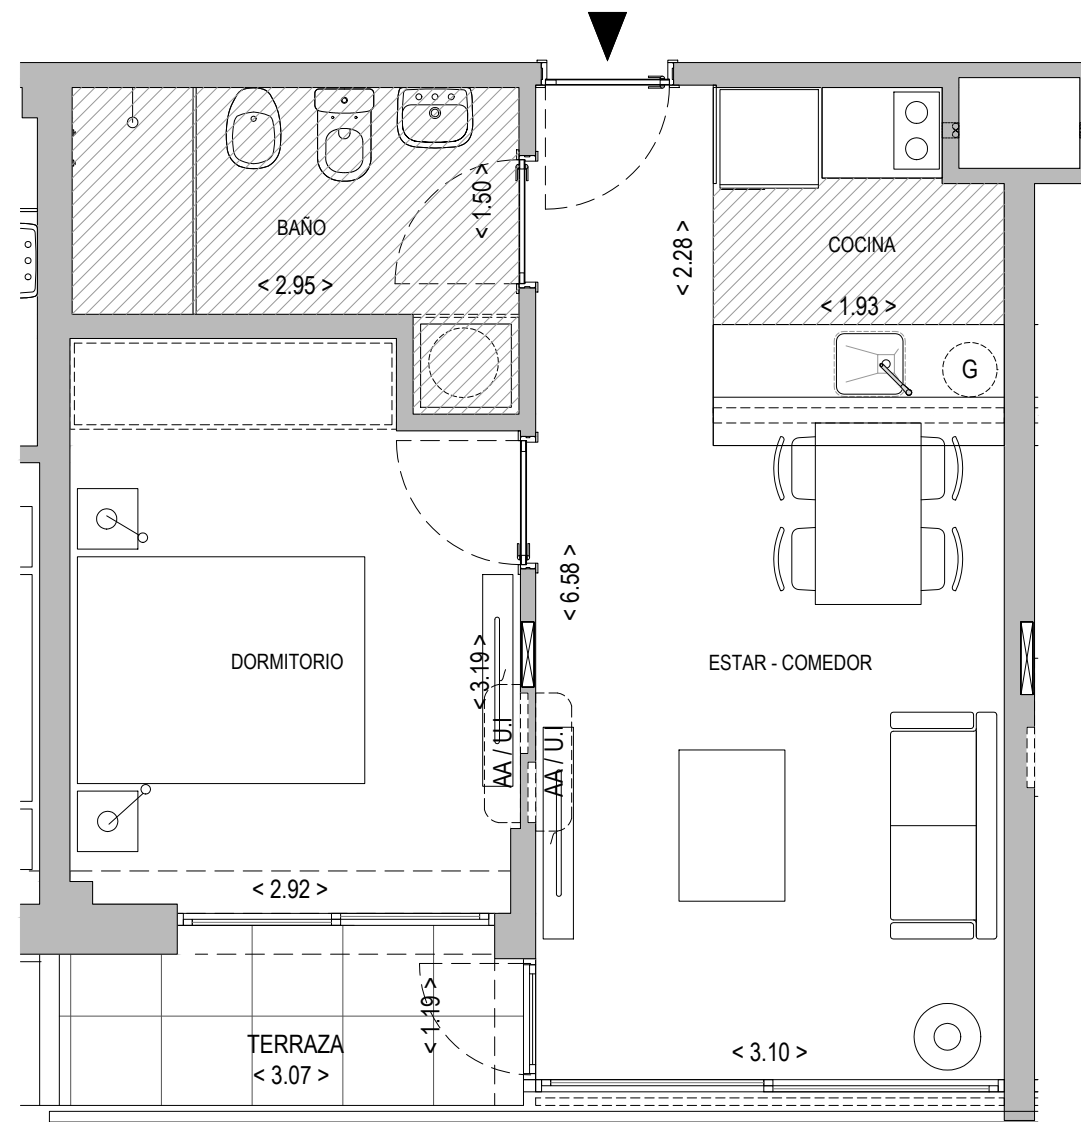 BAÑO
< 2.95 >
< 1.50 >
< 2.28 >
COCINA
< 1.93 >
G
< 6.58 >
DORMITORIO
< 3.19 >
AA / U.I
AA / U.I
ESTAR - COMEDOR
< 2.92 >
< 1.19 >
TERRAZA
< 3.07 >
< 3.10 >